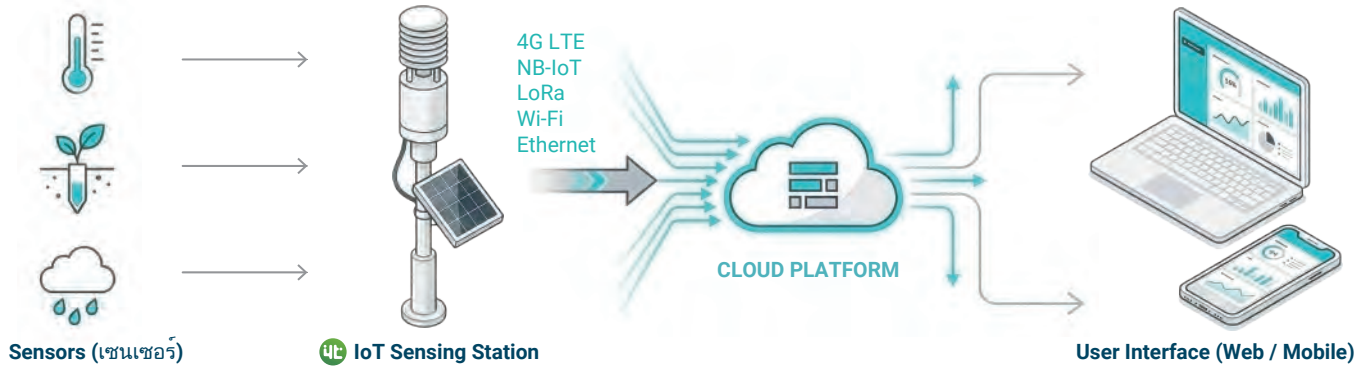 4G LTE
NB-IoT
LoRa
Wi-Fi
Ethernet
CLOUD PLATFORM
Sensors (เซนเซอร์)
IoT Sensing Station
User Interface (Web / Mobile)